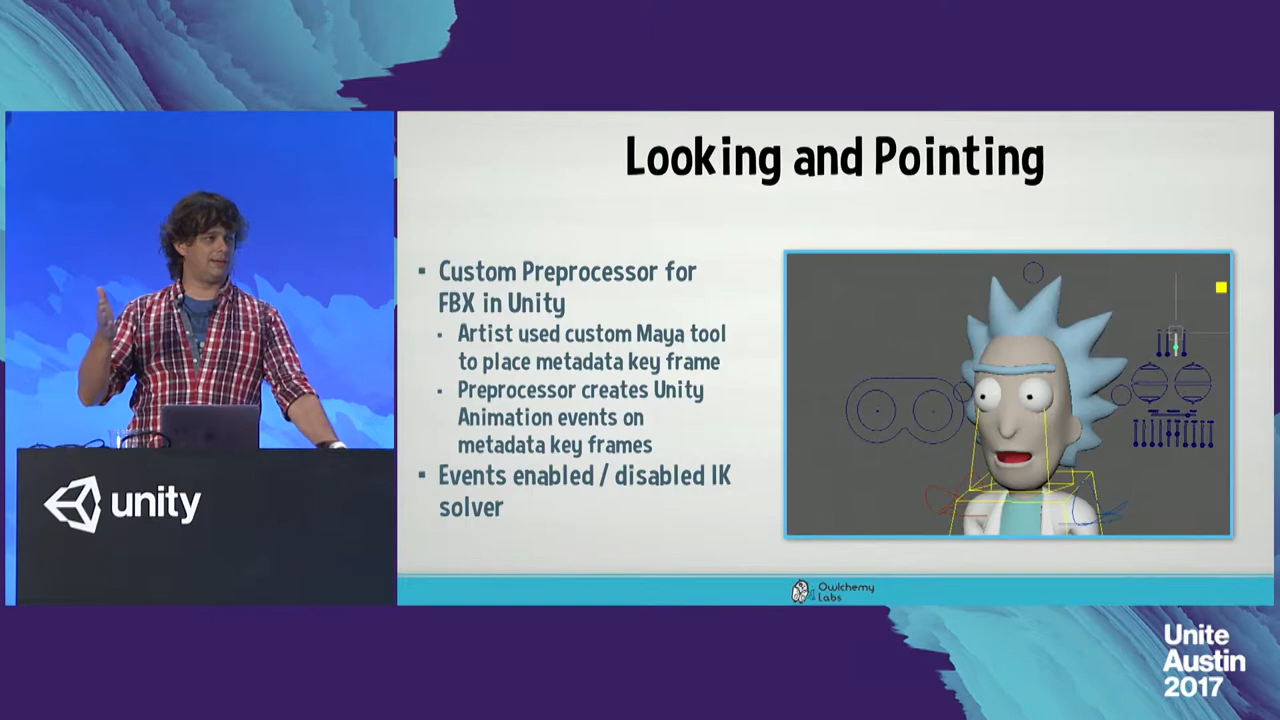 Looking and Pointing
▪ Custom Preprocessor for
FBX in Unity
▪ Artist used custom Maya tool
to place metadata key frame
▪ Preprocessor creates Unity
Animation events on
metadata key frames
▪ Events enabled / disabled IK
solver
unity
Owlchemy
Labs
Unite
Austin
2017